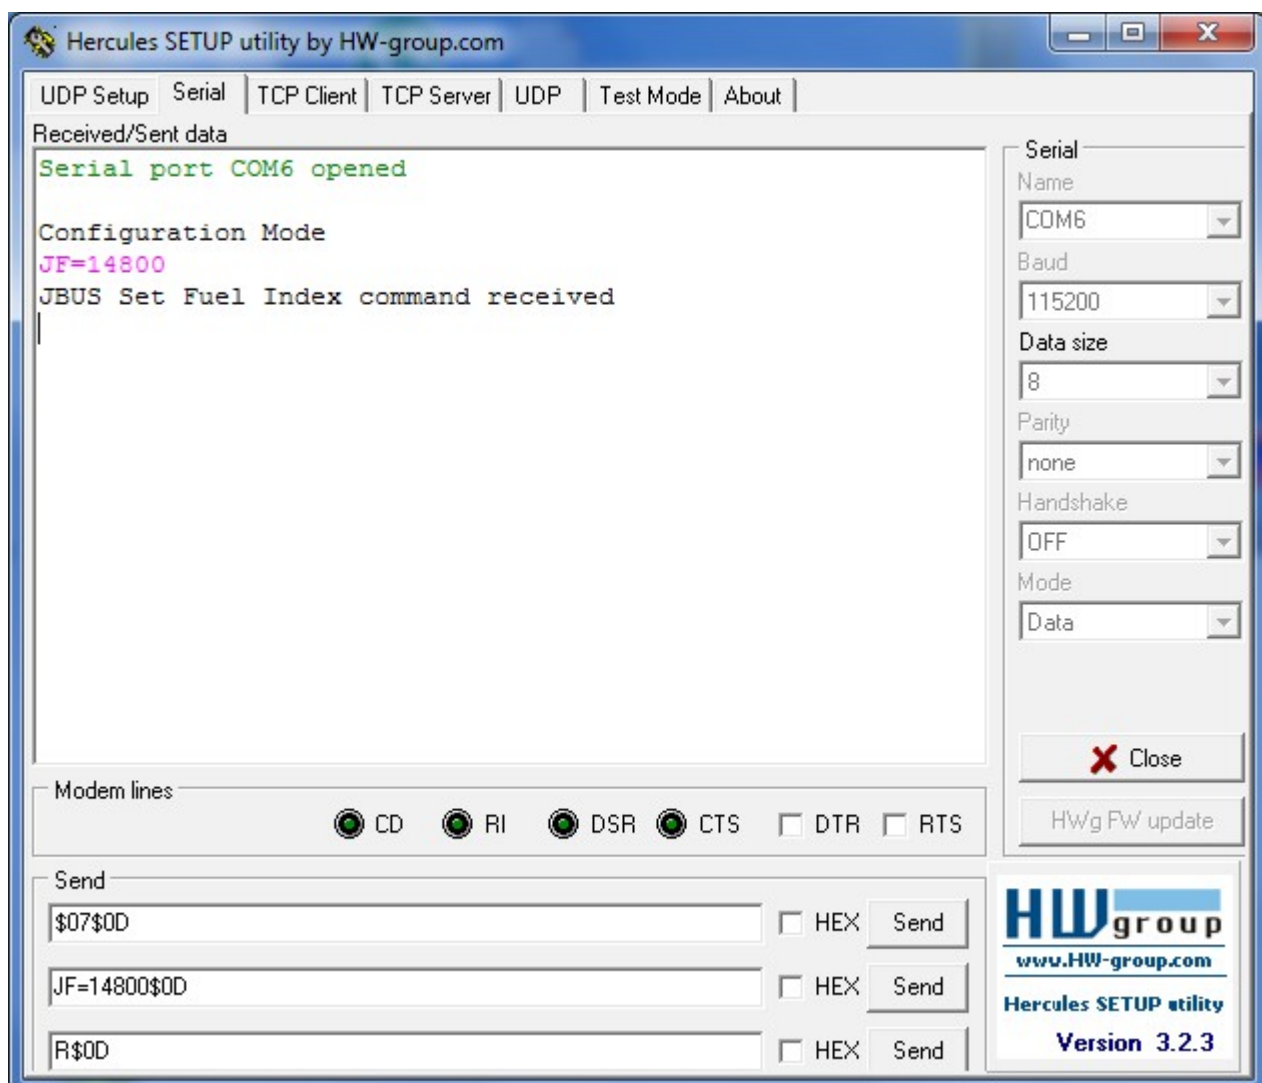 Hercules SETUP utility by HW-group.com
UDP Setup Serial TCP Client TCP Server UDP Test Mode About
Received/Sent data
Serial port COM6 opened
Configuration Mode
JF=14800
JBUS Set Fuel Index command received
Serial
Name
COM6
Baud
115200
Data size
8
Parity
none
Handshake
OFF
Mode
Data
Close
HWg FW update
Modem lines
CD RI DSR CTS DTR RTS
Send
$07$0D HEX Send
JF=14800$0D HEX Send
R$0D HEX Send
HWgroup
www.HW-group.com
Hercules SETUP utility
Version 3.2.3